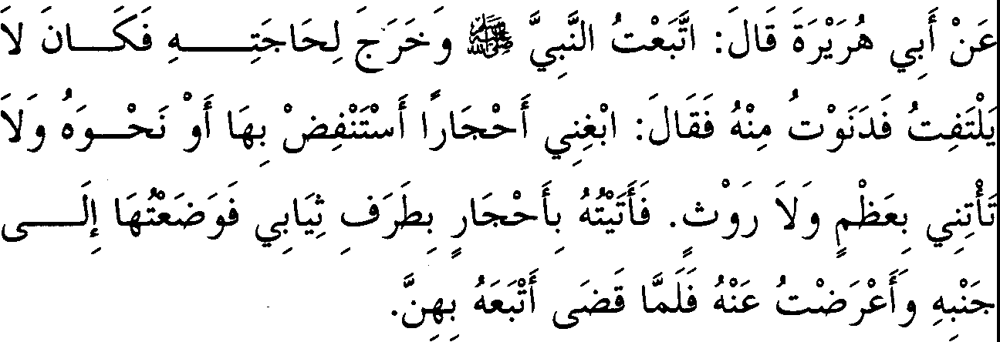 عَنْ أَبِي هُرَيْرَةَ قَالَ: اتَّبَعْتُ النَّبِيَّ ﷺ وَخَرَجَ لِحَاجَتِـــــهِ فَكَـــانَ لاَ
يَلْتَفِتُ فَدَنَوْتُ مِنْهُ فَقَالَ: ابْغِنِي أَحْجَارًا أَسْتَنْفِضْ بِهَا أَوْ نَحْـــوَهُ وَلاَ
تَأْتِنِي بِعَظْمٍ وَلاَ رَوْثٍ. فَأَتَيْتُهُ بِأَحْجَارٍ بِطَرَفِ ثِيَابِي فَوَضَعْتُهَا إِلَـــى
جَنْبِهِ وَأَعْرَضْتُ عَنْهُ فَلَمَّا قَضَى أَتْبَعَهُ بِهِنَّ.